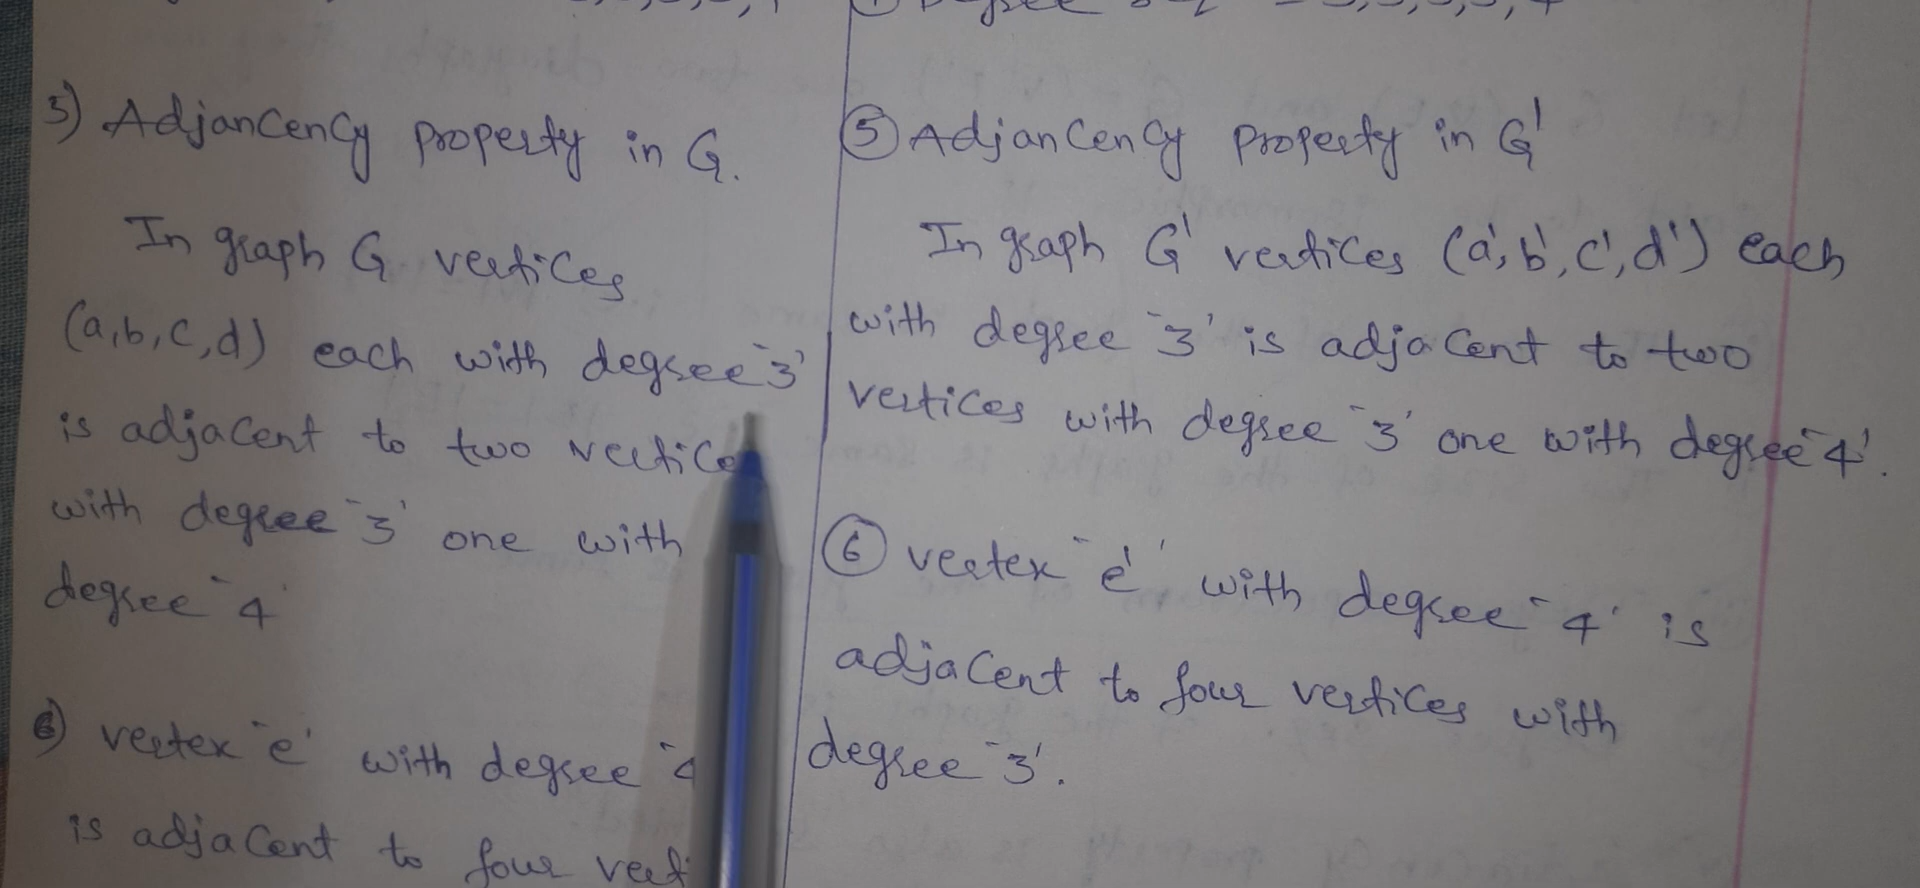 5) Adjancency property in G.
In graph G vertices
(a,b,c,d) each with degree "3'
is adjacent to two vertices
with degree "3' one with
degree "4'
6) vertex "e' with degree "4
is adjacent to four
⑤ Adjancency property in G'
In graph G' vertices (a',b',c',d') each
with degree "3' is adjacent to two
vertices with degree "3' one with degree "4'.
⑥ vertex "e'' with degree "4' is
adjacent to four vertices with
degree "3'.